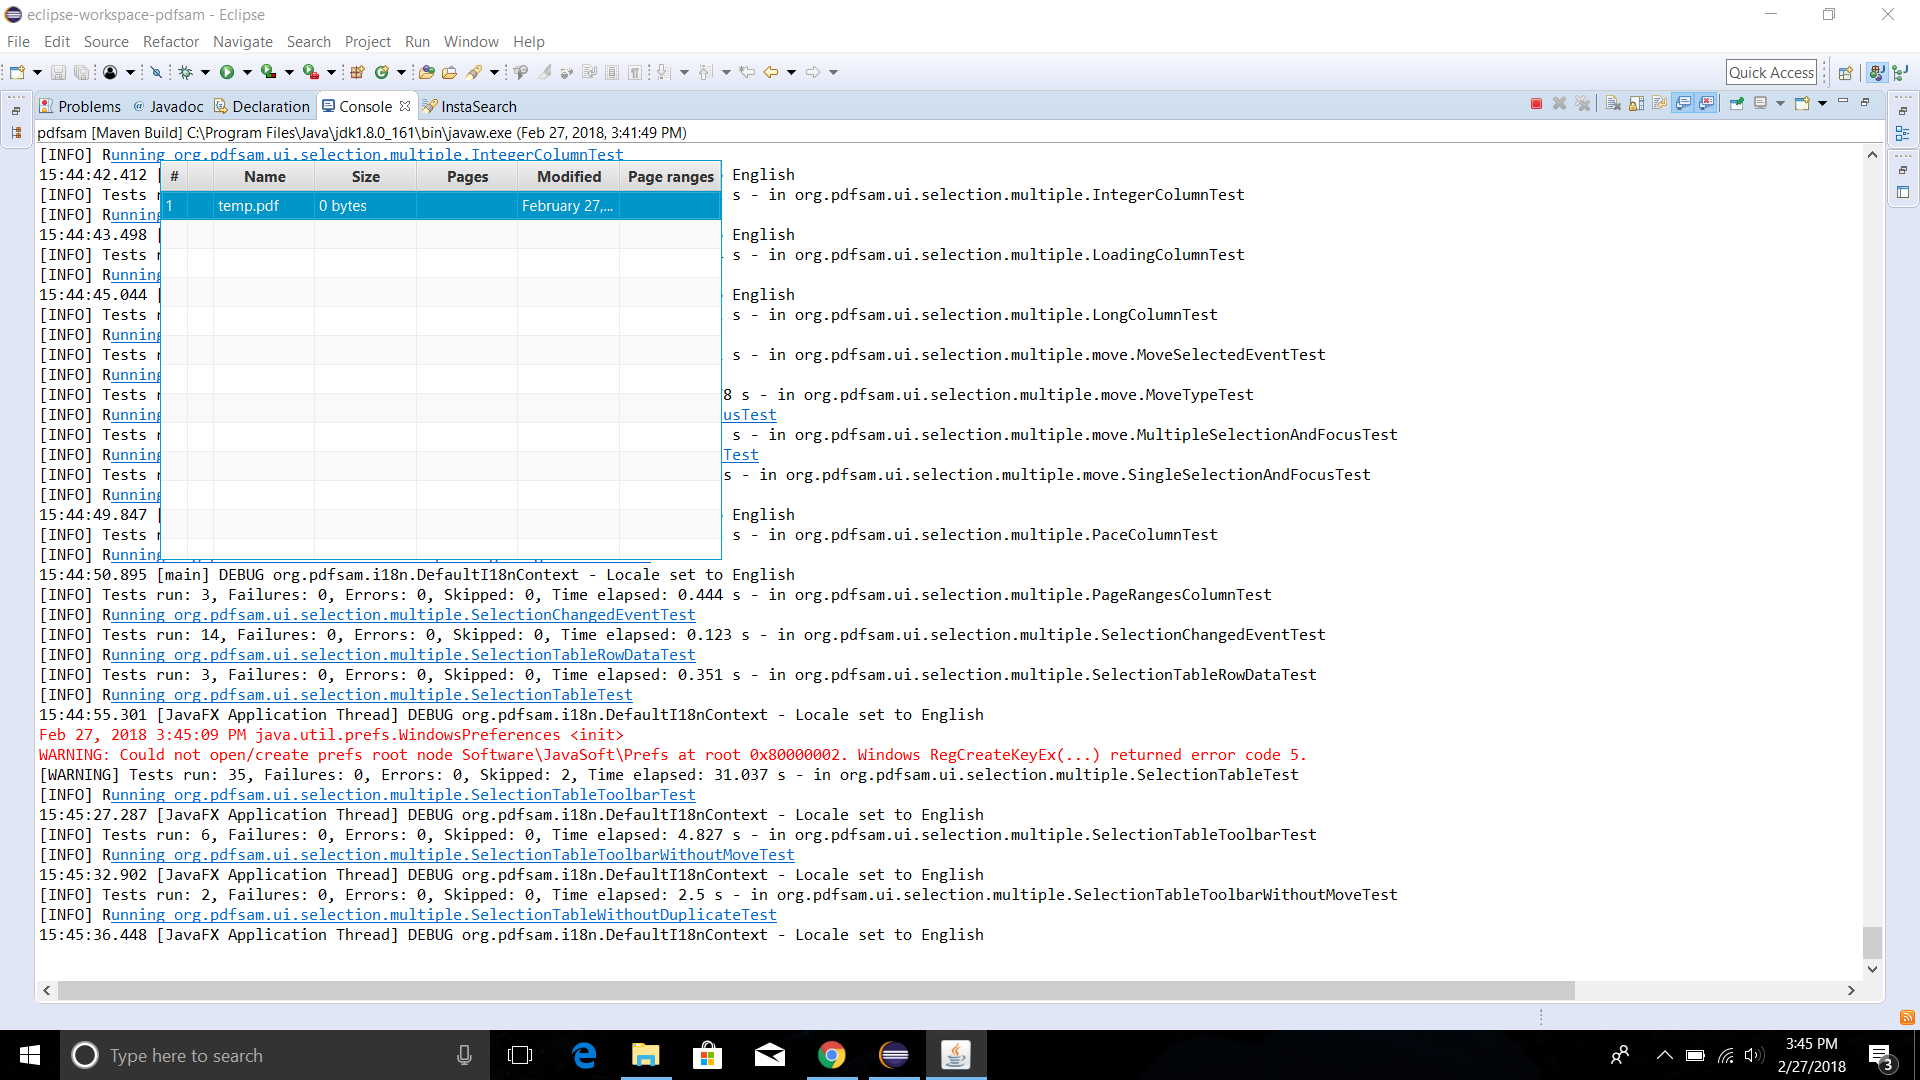 eclipse-workspace-pdfsam - Eclipse
File Edit Source Refactor Navigate Search Project Run Window Help
Quick Access
Problems @ Javadoc Declaration Console InstaSearch
pdfsam [Maven Build] C:\Program Files\Java\jdk1.8.0_161\bin\javaw.exe (Feb 27, 2018, 3:41:49 PM)
[INFO] Running org.pdfsam.ui.selection.multiple.IntegerColumnTest
15:44:42.412 [ English
[INFO] Tests r s - in org.pdfsam.ui.selection.multiple.IntegerColumnTest
[INFO] Running
15:44:43.498 [ English
[INFO] Tests r s - in org.pdfsam.ui.selection.multiple.LoadingColumnTest
[INFO] Running
15:44:45.044 [ English
[INFO] Tests r s - in org.pdfsam.ui.selection.multiple.LongColumnTest
[INFO] Running
[INFO] Tests r s - in org.pdfsam.ui.selection.multiple.move.MoveSelectedEventTest
[INFO] Running
[INFO] Tests r 8 s - in org.pdfsam.ui.selection.multiple.move.MoveTypeTest
[INFO] Running usTest
[INFO] Tests r s - in org.pdfsam.ui.selection.multiple.move.MultipleSelectionAndFocusTest
[INFO] Running Test
[INFO] Tests r s - in org.pdfsam.ui.selection.multiple.move.SingleSelectionAndFocusTest
[INFO] Running
15:44:49.847 [ English
[INFO] Tests r s - in org.pdfsam.ui.selection.multiple.PaceColumnTest
[INFO] Running
# Name Size Pages Modified Page ranges
1 temp.pdf 0 bytes February 27,...
15:44:50.895 [main] DEBUG org.pdfsam.i18n.DefaultI18nContext - Locale set to English
[INFO] Tests run: 3, Failures: 0, Errors: 0, Skipped: 0, Time elapsed: 0.444 s - in org.pdfsam.ui.selection.multiple.PageRangesColumnTest
[INFO] Running org.pdfsam.ui.selection.multiple.SelectionChangedEventTest
[INFO] Tests run: 14, Failures: 0, Errors: 0, Skipped: 0, Time elapsed: 0.123 s - in org.pdfsam.ui.selection.multiple.SelectionChangedEventTest
[INFO] Running org.pdfsam.ui.selection.multiple.SelectionTableRowDataTest
[INFO] Tests run: 3, Failures: 0, Errors: 0, Skipped: 0, Time elapsed: 0.351 s - in org.pdfsam.ui.selection.multiple.SelectionTableRowDataTest
[INFO] Running org.pdfsam.ui.selection.multiple.SelectionTableTest
15:44:55.301 [JavaFX Application Thread] DEBUG org.pdfsam.i18n.DefaultI18nContext - Locale set to English
Feb 27, 2018 3:45:09 PM java.util.prefs.WindowsPreferences <init>
WARNING: Could not open/create prefs root node Software\JavaSoft\Prefs at root 0x80000002. Windows RegCreateKeyEx(...) returned error code 5.
[WARNING] Tests run: 35, Failures: 0, Errors: 0, Skipped: 2, Time elapsed: 31.037 s - in org.pdfsam.ui.selection.multiple.SelectionTableTest
[INFO] Running org.pdfsam.ui.selection.multiple.SelectionTableToolbarTest
15:45:27.287 [JavaFX Application Thread] DEBUG org.pdfsam.i18n.DefaultI18nContext - Locale set to English
[INFO] Tests run: 6, Failures: 0, Errors: 0, Skipped: 0, Time elapsed: 4.827 s - in org.pdfsam.ui.selection.multiple.SelectionTableToolbarTest
[INFO] Running org.pdfsam.ui.selection.multiple.SelectionTableToolbarWithoutMoveTest
15:45:32.902 [JavaFX Application Thread] DEBUG org.pdfsam.i18n.DefaultI18nContext - Locale set to English
[INFO] Tests run: 2, Failures: 0, Errors: 0, Skipped: 0, Time elapsed: 2.5 s - in org.pdfsam.ui.selection.multiple.SelectionTableToolbarWithoutMoveTest
[INFO] Running org.pdfsam.ui.selection.multiple.SelectionTableWithoutDuplicateTest
15:45:36.448 [JavaFX Application Thread] DEBUG org.pdfsam.i18n.DefaultI18nContext - Locale set to English
Type here to search
3:45 PM
2/27/2018
3